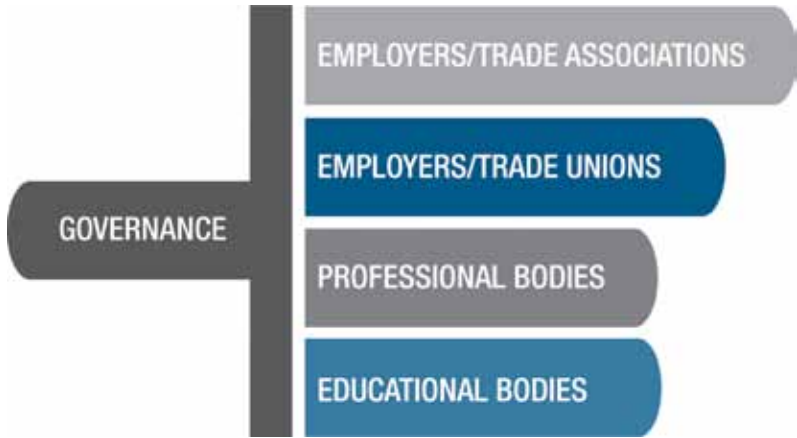 EMPLOYERS/TRADE ASSOCIATIONS
EMPLOYERS/TRADE UNIONS
GOVERNANCE
PROFESSIONAL BODIES
EDUCATIONAL BODIES